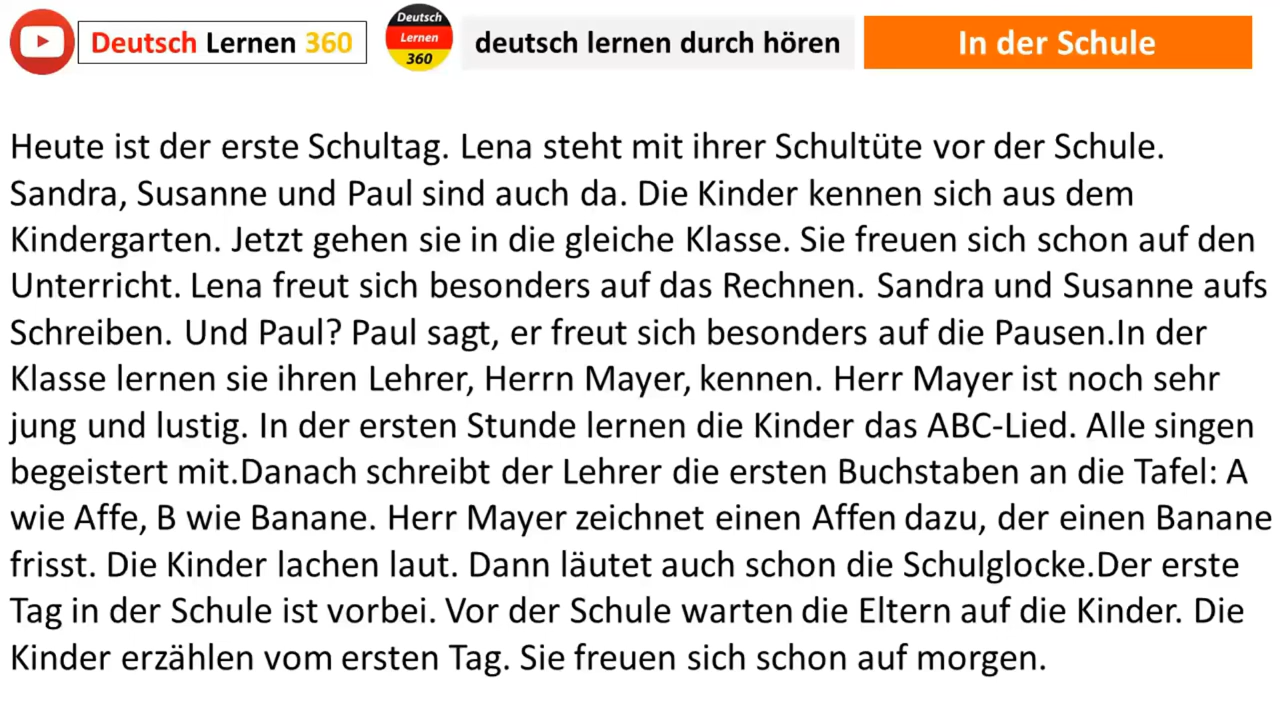 Deutsch Lernen 360
Deutsch
Lernen
360
deutsch lernen durch hören
In der Schule
Heute ist der erste Schultag. Lena steht mit ihrer Schultüte vor der Schule.
Sandra, Susanne und Paul sind auch da. Die Kinder kennen sich aus dem
Kindergarten. Jetzt gehen sie in die gleiche Klasse. Sie freuen sich schon auf den
Unterricht. Lena freut sich besonders auf das Rechnen. Sandra und Susanne aufs
Schreiben. Und Paul? Paul sagt, er freut sich besonders auf die Pausen.In der
Klasse lernen sie ihren Lehrer, Herrn Mayer, kennen. Herr Mayer ist noch sehr
jung und lustig. In der ersten Stunde lernen die Kinder das ABC-Lied. Alle singen
begeistert mit.Danach schreibt der Lehrer die ersten Buchstaben an die Tafel: A
wie Affe, B wie Banane. Herr Mayer zeichnet einen Affen dazu, der einen Banane
frisst. Die Kinder lachen laut. Dann läutet auch schon die Schulglocke.Der erste
Tag in der Schule ist vorbei. Vor der Schule warten die Eltern auf die Kinder. Die
Kinder erzählen vom ersten Tag. Sie freuen sich schon auf morgen.